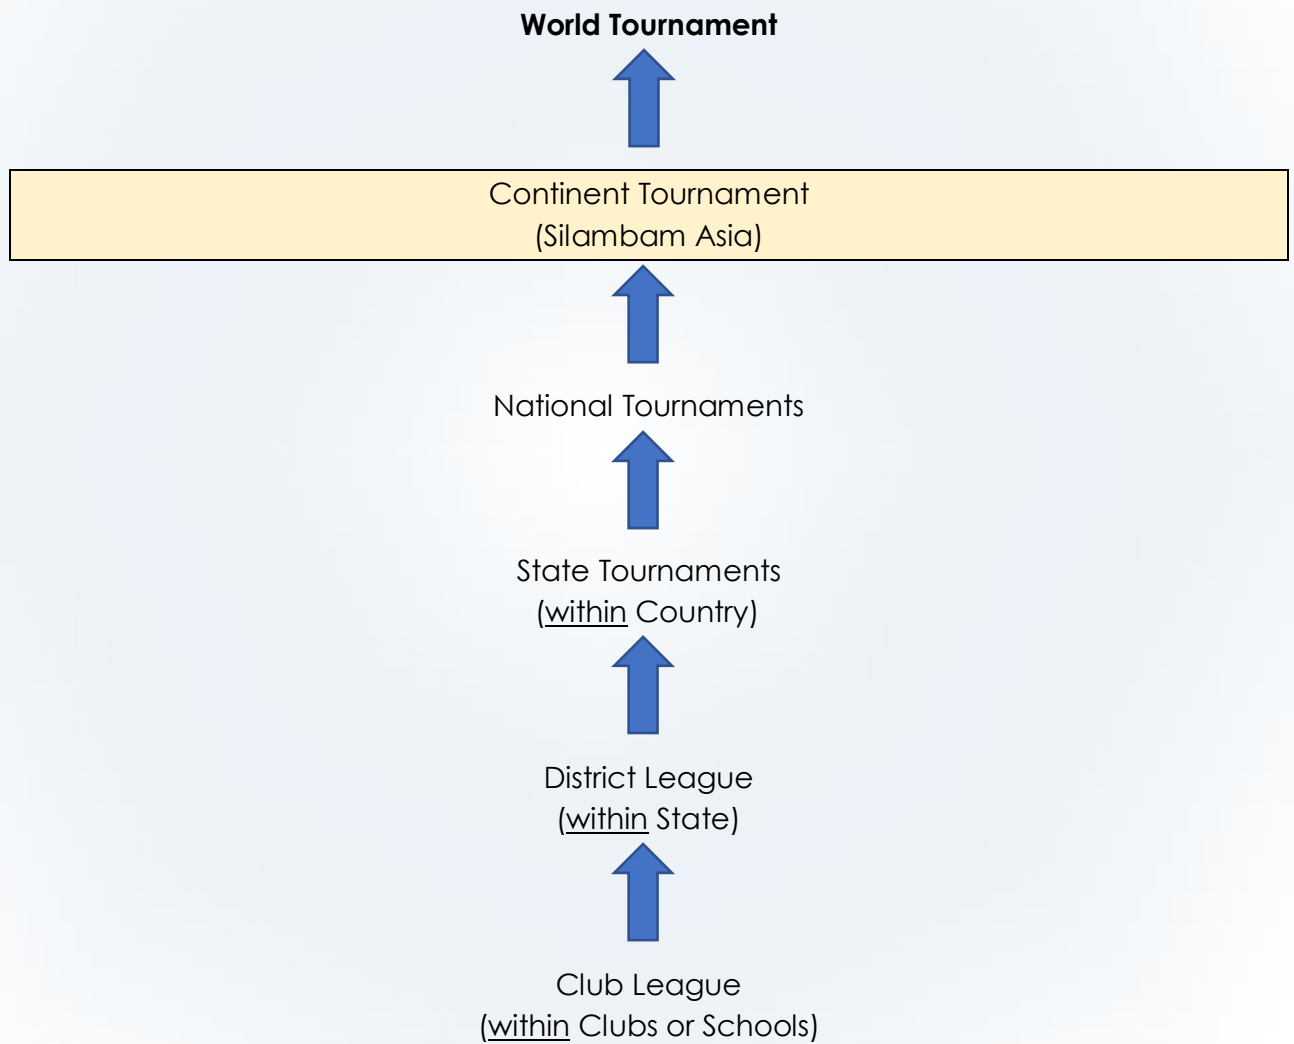 World Tournament
Continent Tournament
(Silambam Asia)
National Tournaments
State Tournaments
(within Country)
District League
(within State)
Club League
(within Clubs or Schools)